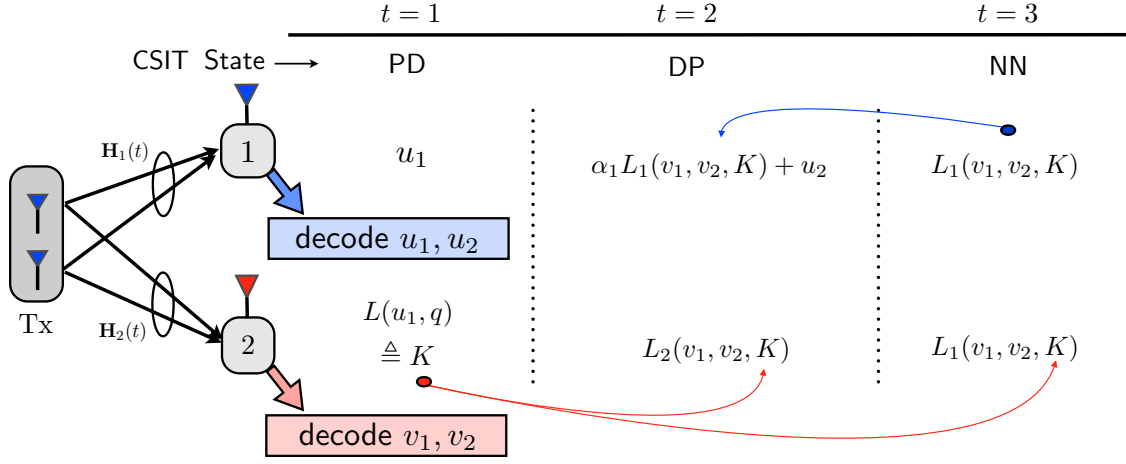 t = 1 t = 2 t = 3
CSIT State PD DP NN
H₁(t)
1
u₁ α₁L₁(v₁, v₂, K) + u₂ L₁(v₁, v₂, K)
decode u₁, u₂
Tx
H₂(t)
2
L(u₁, q)
≜ K L₂(v₁, v₂, K) L₁(v₁, v₂, K)
decode v₁, v₂